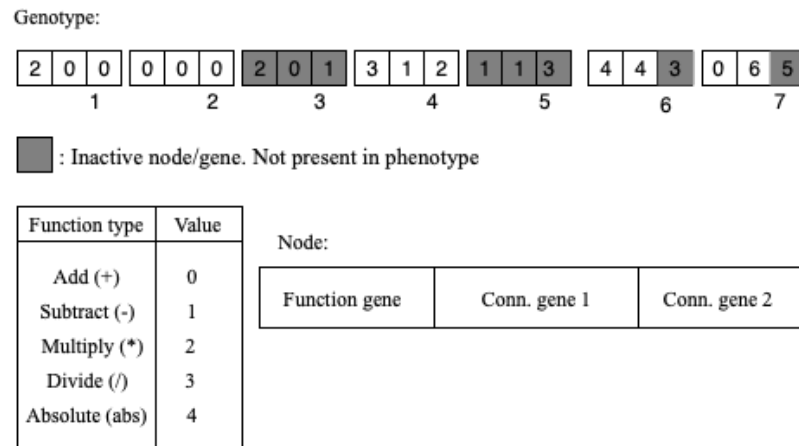 Genotype:
2 0 0 0 0 0 2 0 1 3 1 2 1 1 3 4 4 3 0 6 5
1 2 3 4 5 6 7
: Inactive node/gene. Not present in phenotype
Function type Value
Node:
Add (+) 0
Function gene Conn. gene 1 Conn. gene 2
Subtract (-) 1
Multiply (*) 2
Divide (/) 3
Absolute (abs) 4